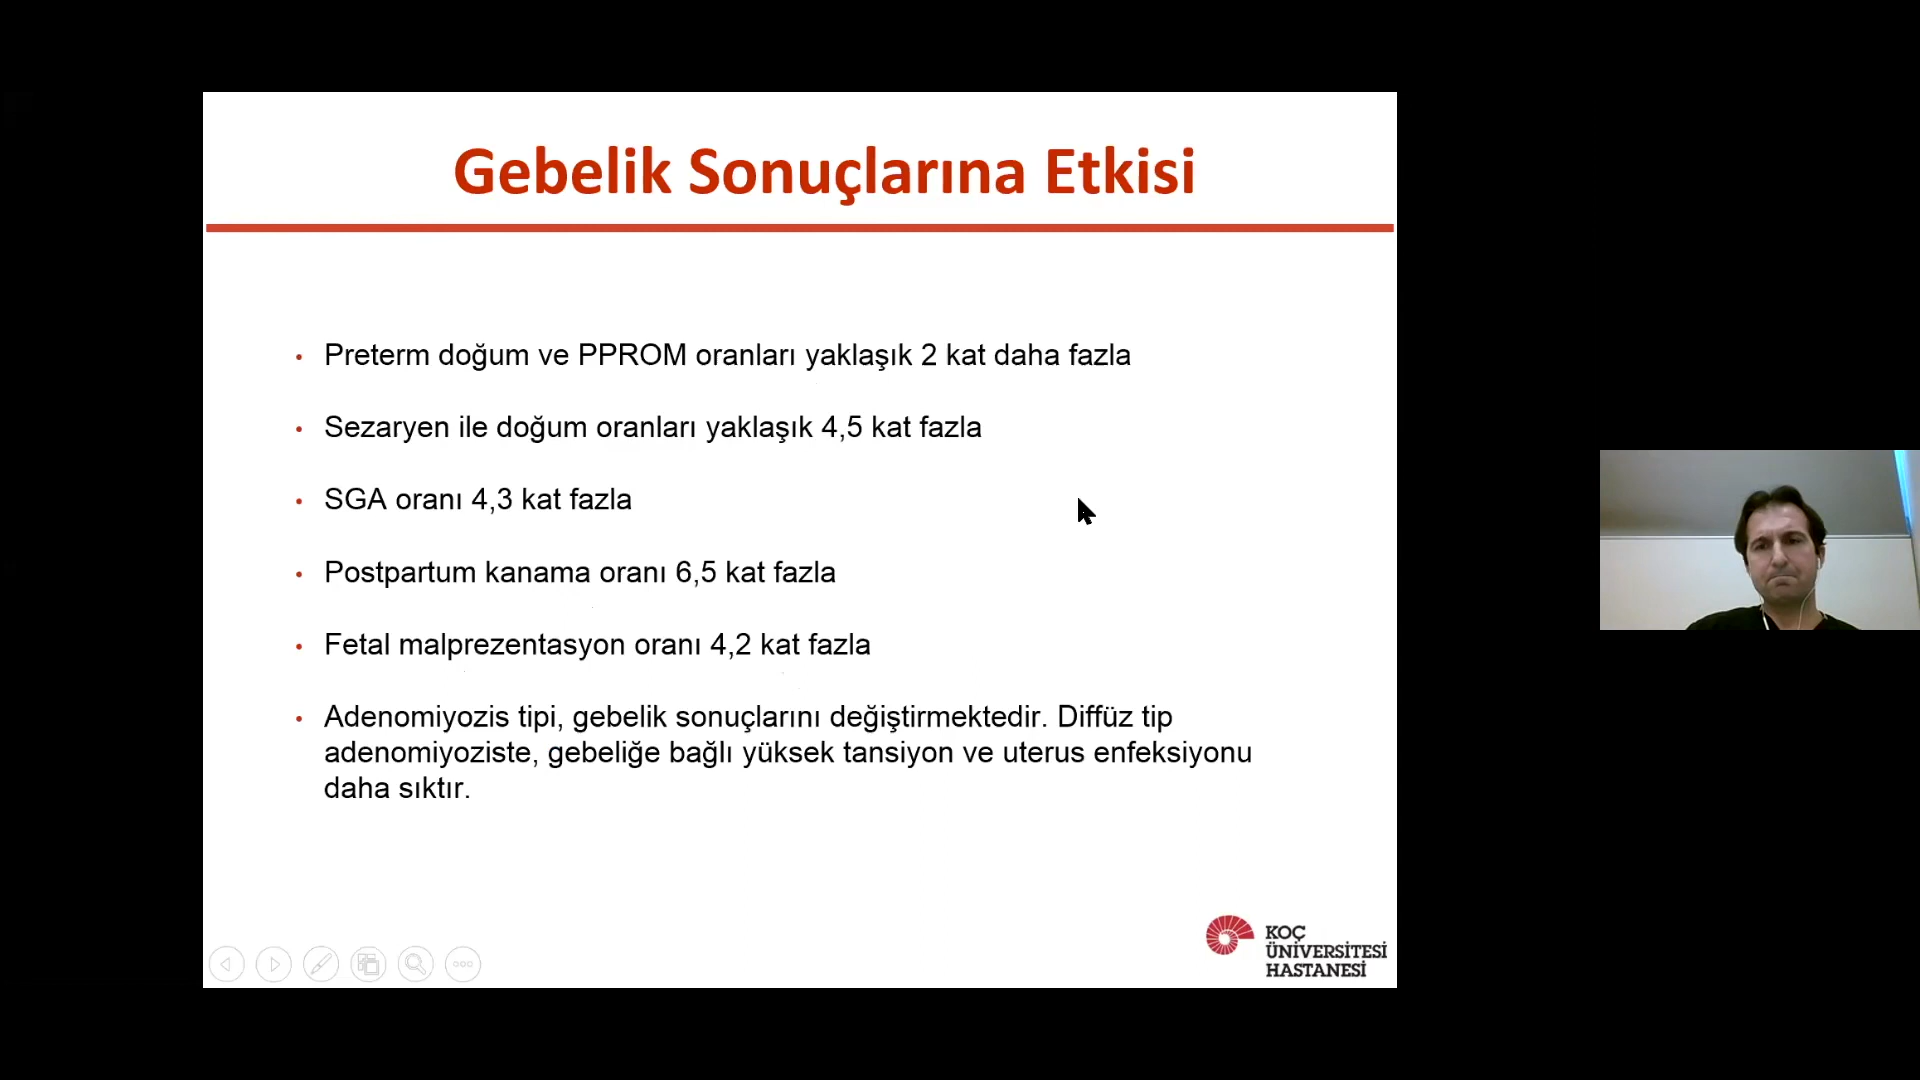 Gebelik Sonuçlarına Etkisi
• Preterm doğum ve PPROM oranları yaklaşık 2 kat daha fazla
• Sezaryen ile doğum oranları yaklaşık 4,5 kat fazla
• SGA oranı 4,3 kat fazla
• Postpartum kanama oranı 6,5 kat fazla
• Fetal malprezentasyon oranı 4,2 kat fazla
• Adenomiyozis tipi, gebelik sonuçlarını değiştirmektedir. Diffüz tip
adenomiyoziste, gebeliğe bağlı yüksek tansiyon ve uterus enfeksiyonu
daha sıktır.
KOÇ
ÜNİVERSİTESİ
HASTANESİ